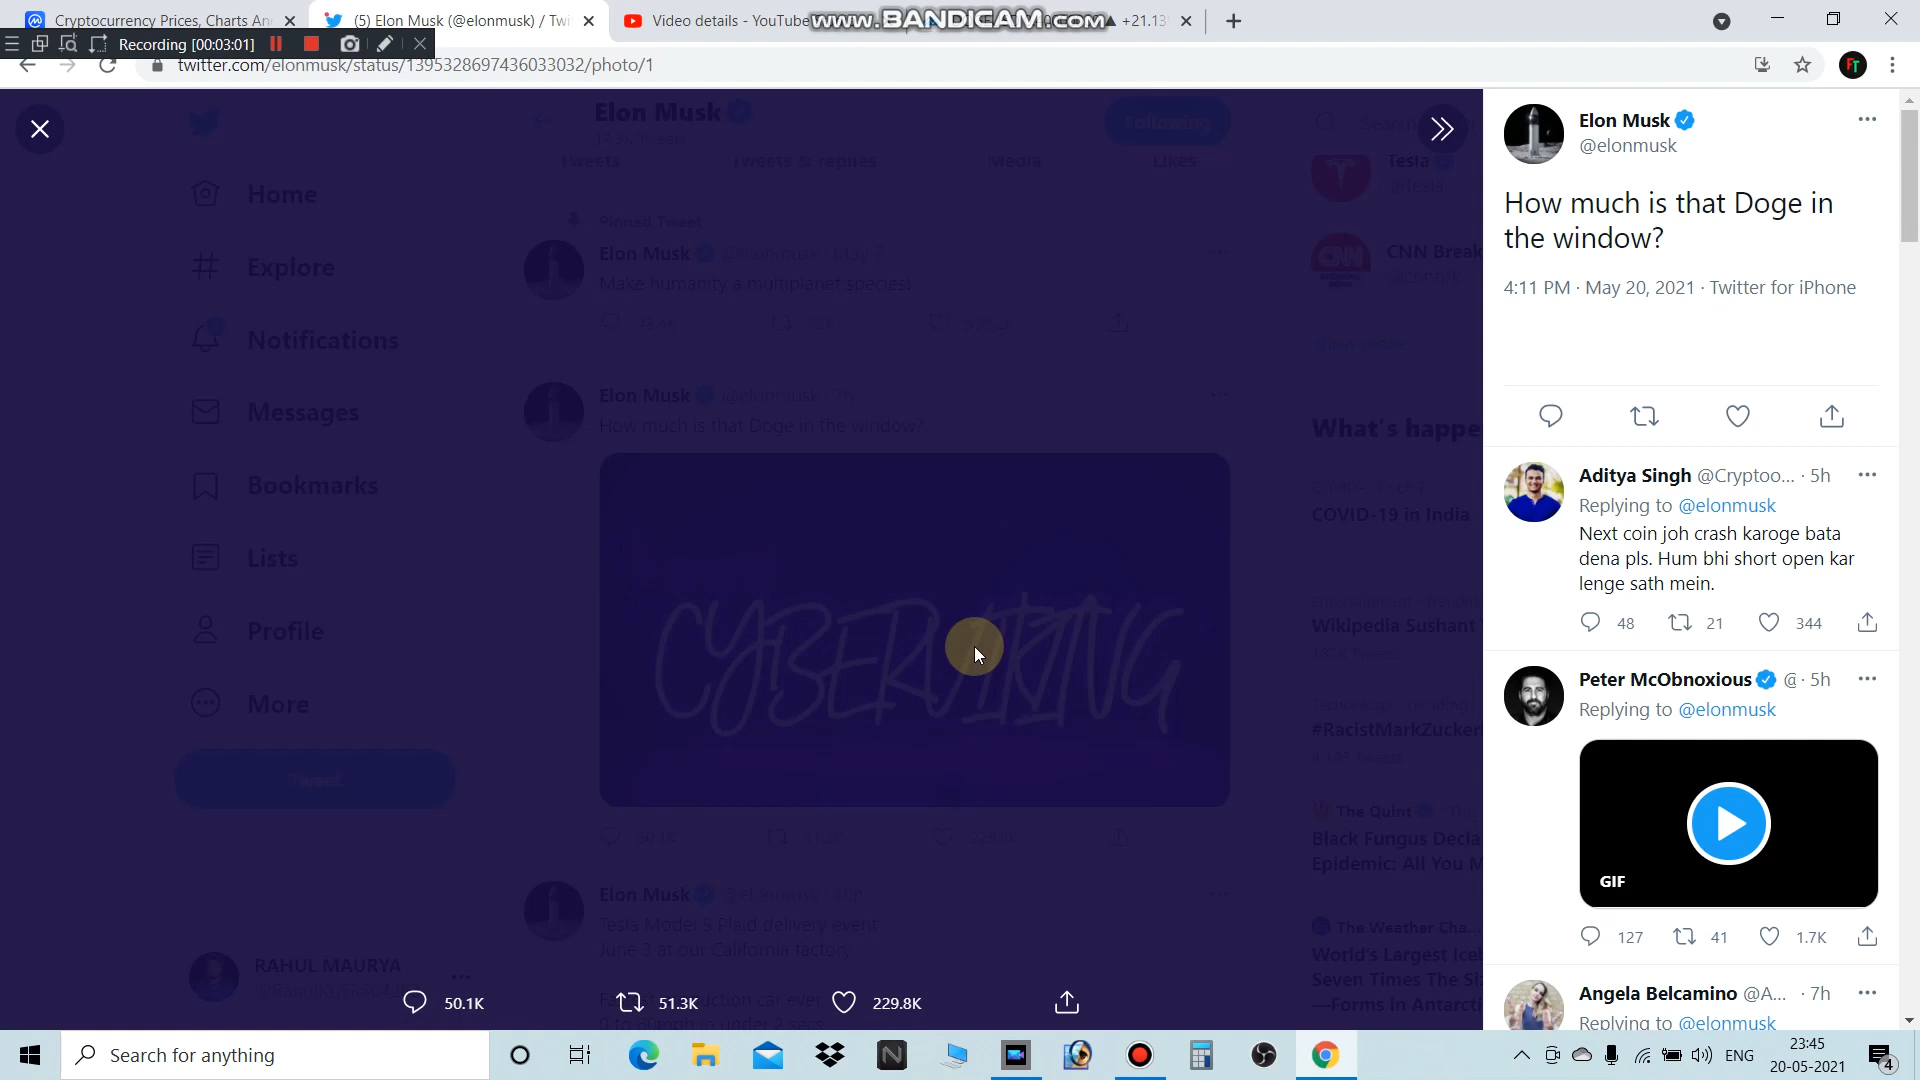 Cryptocurrency Prices, Charts An
(5) Elon Musk (@elonmusk) / Twi
Video details - YouTube
www.BANDICAM.com
+21.13
Recording [00:03:01]
twitter.com/elonmusk/status/1395328697436033032/photo/1
Elon Musk
Following
Tweets
Tweets & replies
Media
Likes
Pinned Tweet
Elon Musk @elonmusk · May 7
Make humanity a multiplanet species!
Elon Musk @elonmusk · 7h
How much is that Doge in the window?
CYBERVIKING
Elon Musk @elonmusk
Tesla Model S Plaid delivery event
June 3 at our California factory
Home
Explore
Notifications
Messages
Bookmarks
Lists
Profile
More
Tweet
RAHUL MAURYA
50.1K
51.3K
229.8K
Tesla
CNN Break
Show more
What's happe
COVID-19 in India
Wikipedia Sushant
#RacistMarkZucker
The Quint
Black Fungus Decla
Epidemic: All You M
The Weather Cha...
World's Largest Ice
Seven Times The Si
—Forms in Antarcti
Elon Musk
@elonmusk
How much is that Doge in
the window?
4:11 PM · May 20, 2021 · Twitter for iPhone
Aditya Singh @Cryptoo... · 5h
Replying to @elonmusk
Next coin joh crash karoge bata
dena pls. Hum bhi short open kar
lenge sath mein.
48 21 344
Peter McObnoxious @ · 5h
Replying to @elonmusk
GIF
127 41 1.7K
Angela Belcamino @A... · 7h
Replying to @elonmusk
Search for anything
ENG
23:45
20-05-2021
4